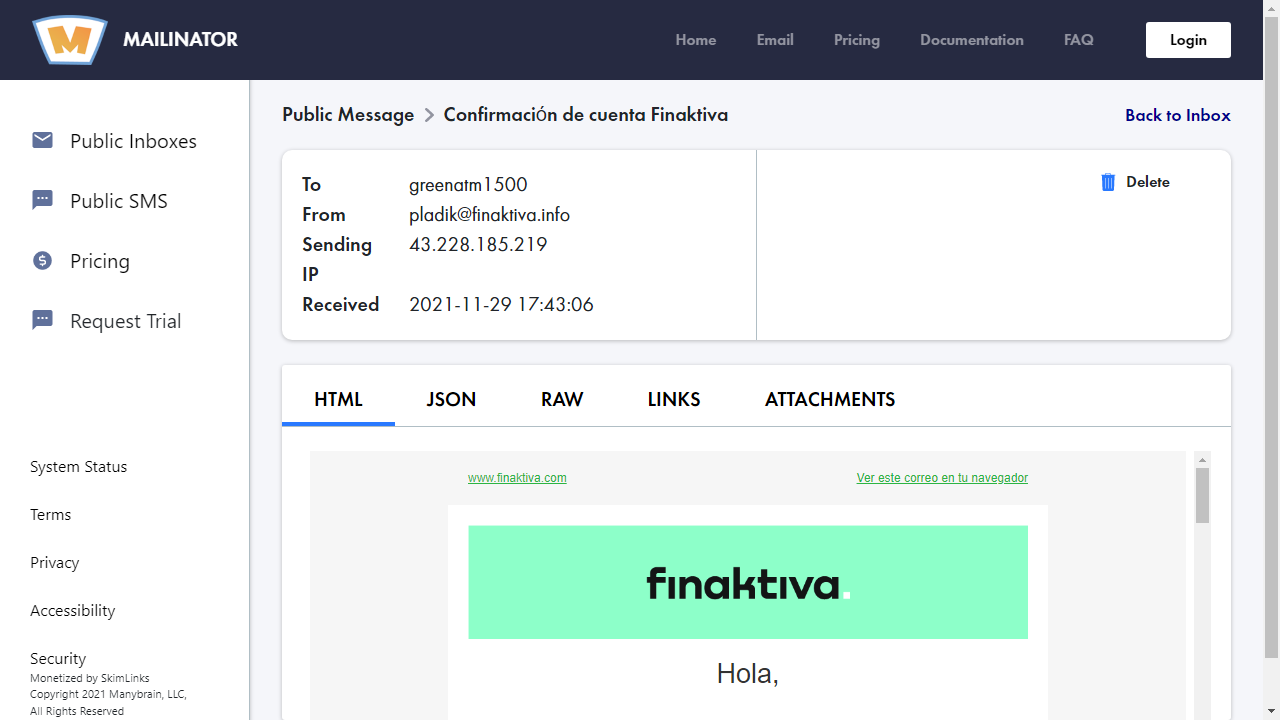 MAILINATOR
Home Email Pricing Documentation FAQ Login
Public Inboxes
Public SMS
Pricing
Request Trial
System Status
Terms
Privacy
Accessibility
Security
Monetized by SkimLinks
Copyright 2021 Manybrain, LLC,
All Rights Reserved
Public Message Confirmación de cuenta Finaktiva
Back to Inbox
To greenatm1500
From pladik@finaktiva.info
Sending 43.228.185.219
IP
Received 2021-11-29 17:43:06
Delete
HTML JSON RAW LINKS ATTACHMENTS
www.finaktiva.com Ver este correo en tu navegador
finaktiva.
Hola,